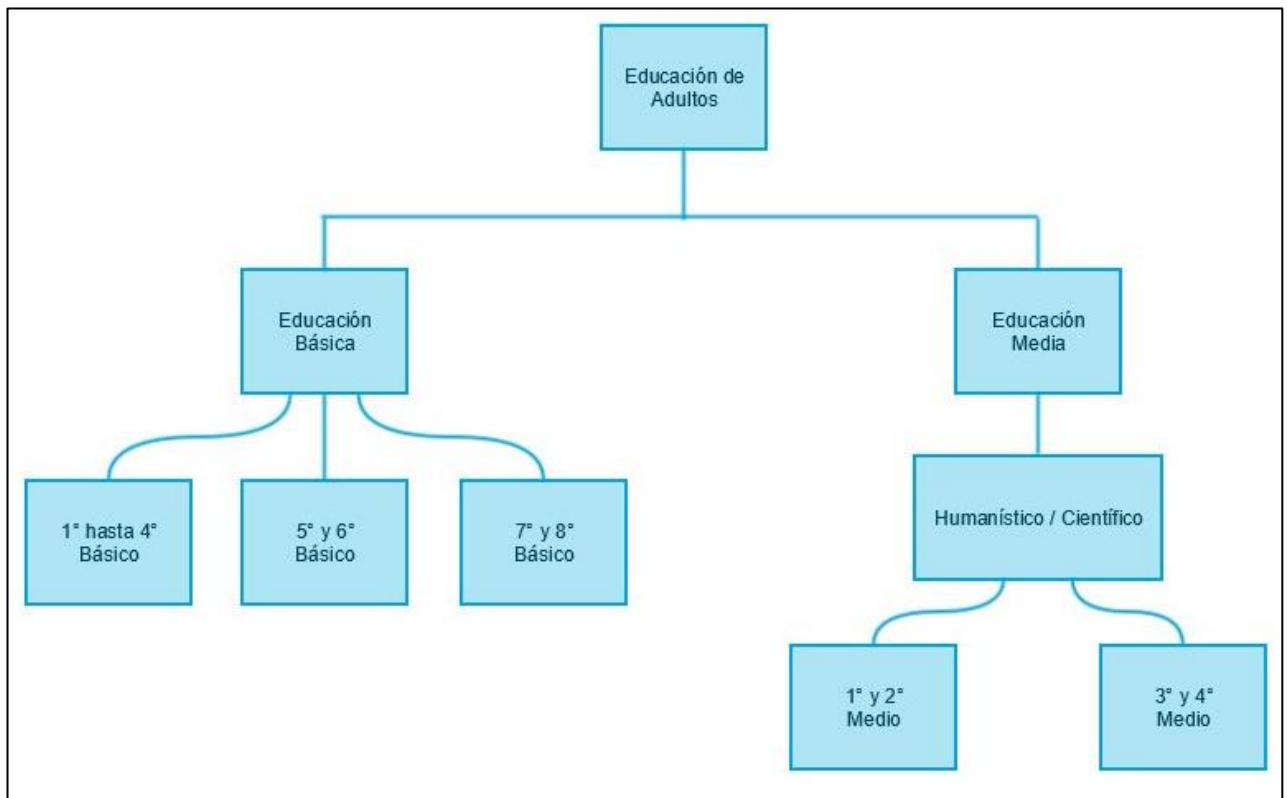 Educación de
Adultos
Educación
Básica
Educación
Media
1° hasta 4°
Básico
5° y 6°
Básico
7° y 8°
Básico
Humanístico / Científico
1° y 2°
Medio
3° y 4°
Medio